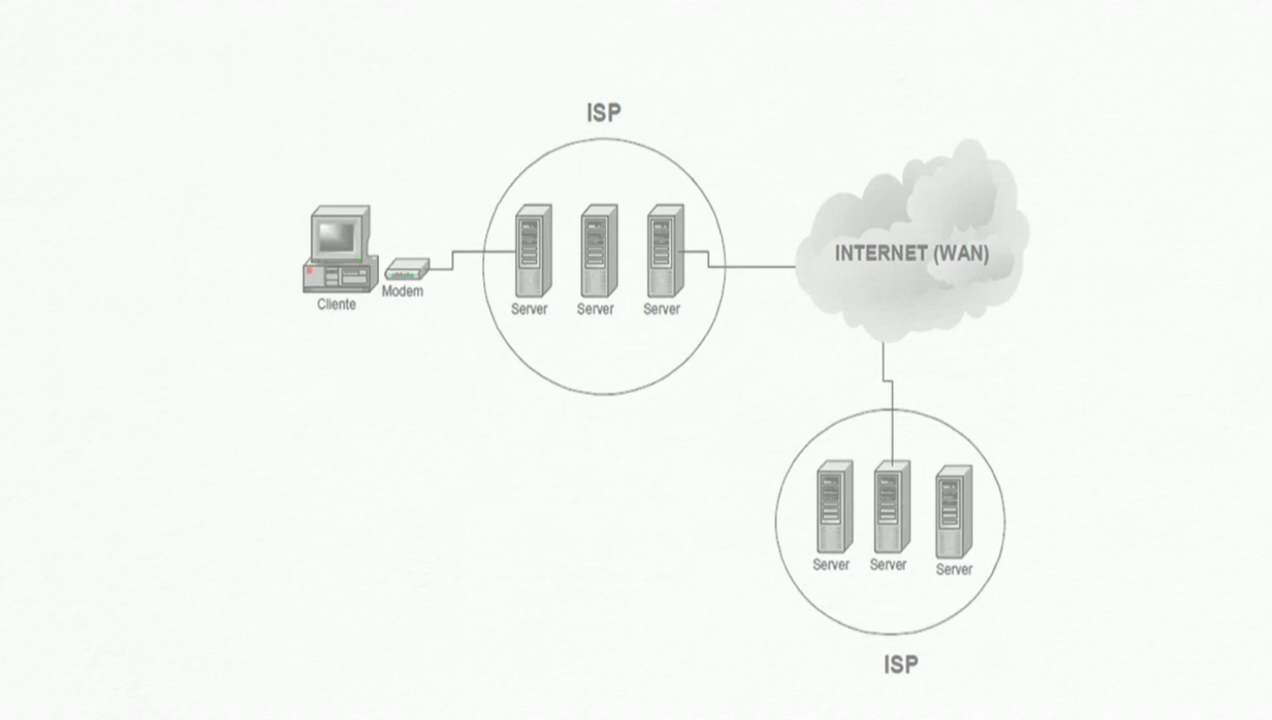 ISP
Cliente
Modem
Server
Server
Server
INTERNET (WAN)
Server
Server
Server
ISP